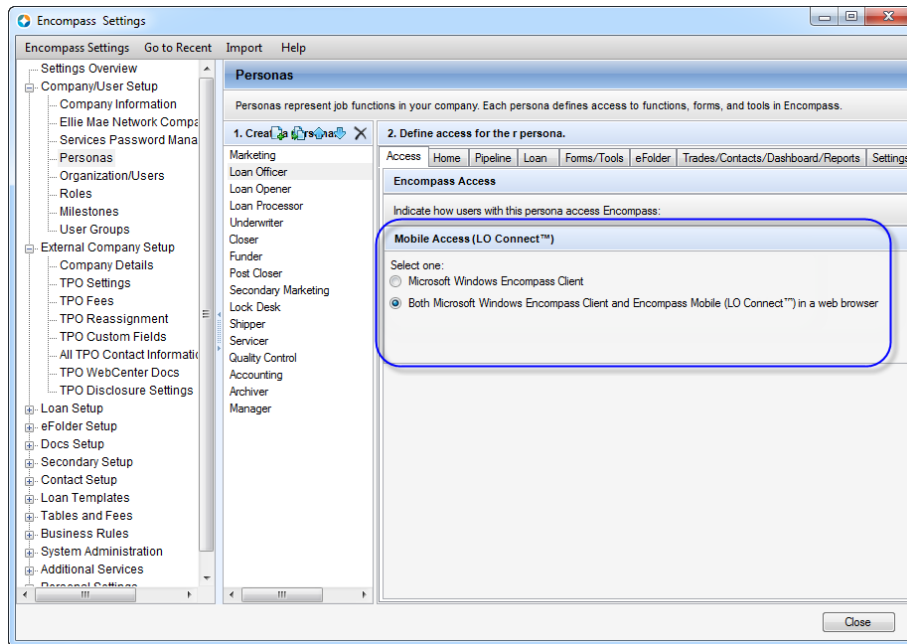 Encompass Settings
Encompass Settings Go to Recent Import Help
Settings Overview
Company/User Setup
Company Information
Ellie Mae Network Compa
Services Password Mana
Personas
Organization/Users
Roles
Milestones
User Groups
External Company Setup
Company Details
TPO Settings
TPO Fees
TPO Reassignment
TPO Custom Fields
All TPO Contact Informatic
TPO WebCenter Docs
TPO Disclosure Settings
Loan Setup
eFolder Setup
Docs Setup
Secondary Setup
Contact Setup
Loan Templates
Tables and Fees
Business Rules
System Administration
Additional Services
Personal Settings
Personas
Personas represent job functions in your company. Each persona defines access to functions, forms, and tools in Encompass.
1. Creat
Marketing
Loan Officer
Loan Opener
Loan Processor
Underwriter
Closer
Funder
Post Closer
Secondary Marketing
Lock Desk
Shipper
Servicer
Quality Control
Accounting
Archiver
Manager
2. Define access for the r persona.
Access Home Pipeline Loan Forms/Tools eFolder Trades/Contacts/Dashboard/Reports Settings
Encompass Access
Indicate how users with this persona access Encompass:
Mobile Access (LO Connect™)
Select one:
Microsoft Windows Encompass Client
Both Microsoft Windows Encompass Client and Encompass Mobile (LO Connect™) in a web browser
Close